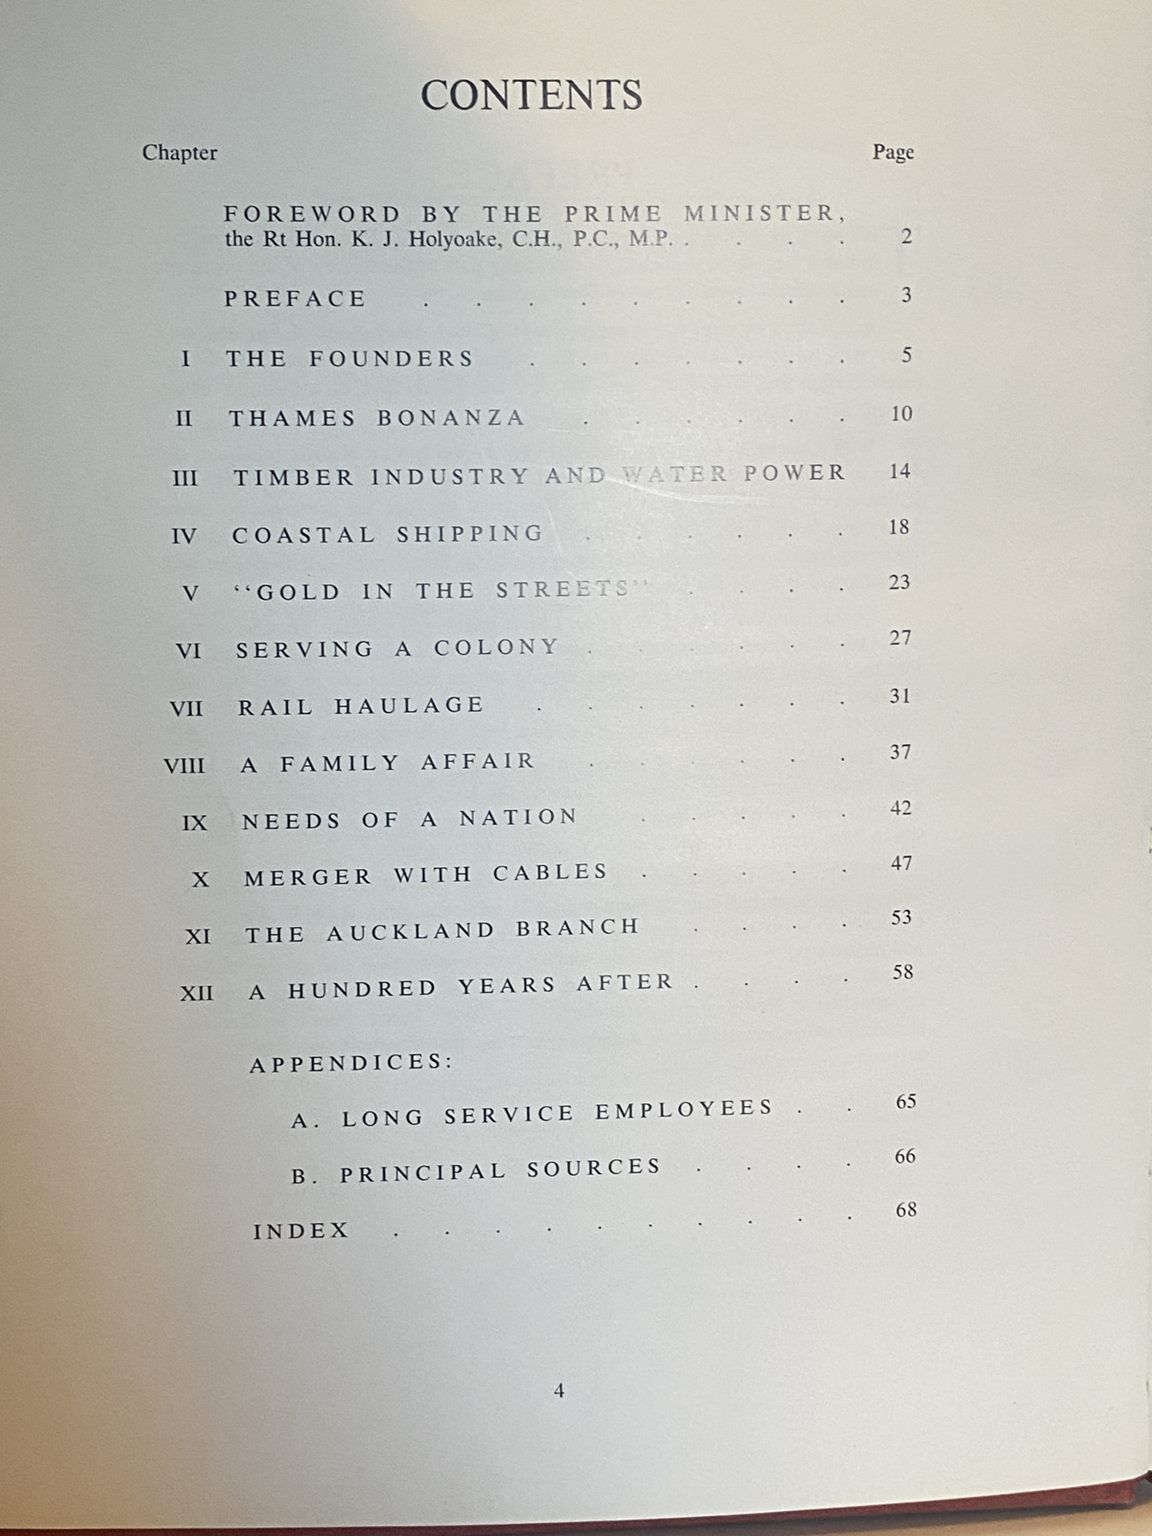 CONTENTS
Chapter Page
FOREWORD BY THE PRIME MINISTER,
the Rt Hon. K. J. Holyoake, C.H., P.C., M.P. . . . . 2
PREFACE . . . . . . . . . 3
I THE FOUNDERS . . . . . . . 5
II THAMES BONANZA . . . . . . 10
III TIMBER INDUSTRY AND WATER POWER 14
IV COASTAL SHIPPING . . . . . . 18
V “GOLD IN THE STREETS” . . . . 23
VI SERVING A COLONY . . . . . . 27
VII RAIL HAULAGE . . . . . . . 31
VIII A FAMILY AFFAIR . . . . . . 37
IX NEEDS OF A NATION . . . . . 42
X MERGER WITH CABLES . . . . . 47
XI THE AUCKLAND BRANCH . . . . 53
XII A HUNDRED YEARS AFTER . . . . 58
APPENDICES:
A. LONG SERVICE EMPLOYEES . . 65
B. PRINCIPAL SOURCES . . . . 66
INDEX . . . . . . . . . . 68
4